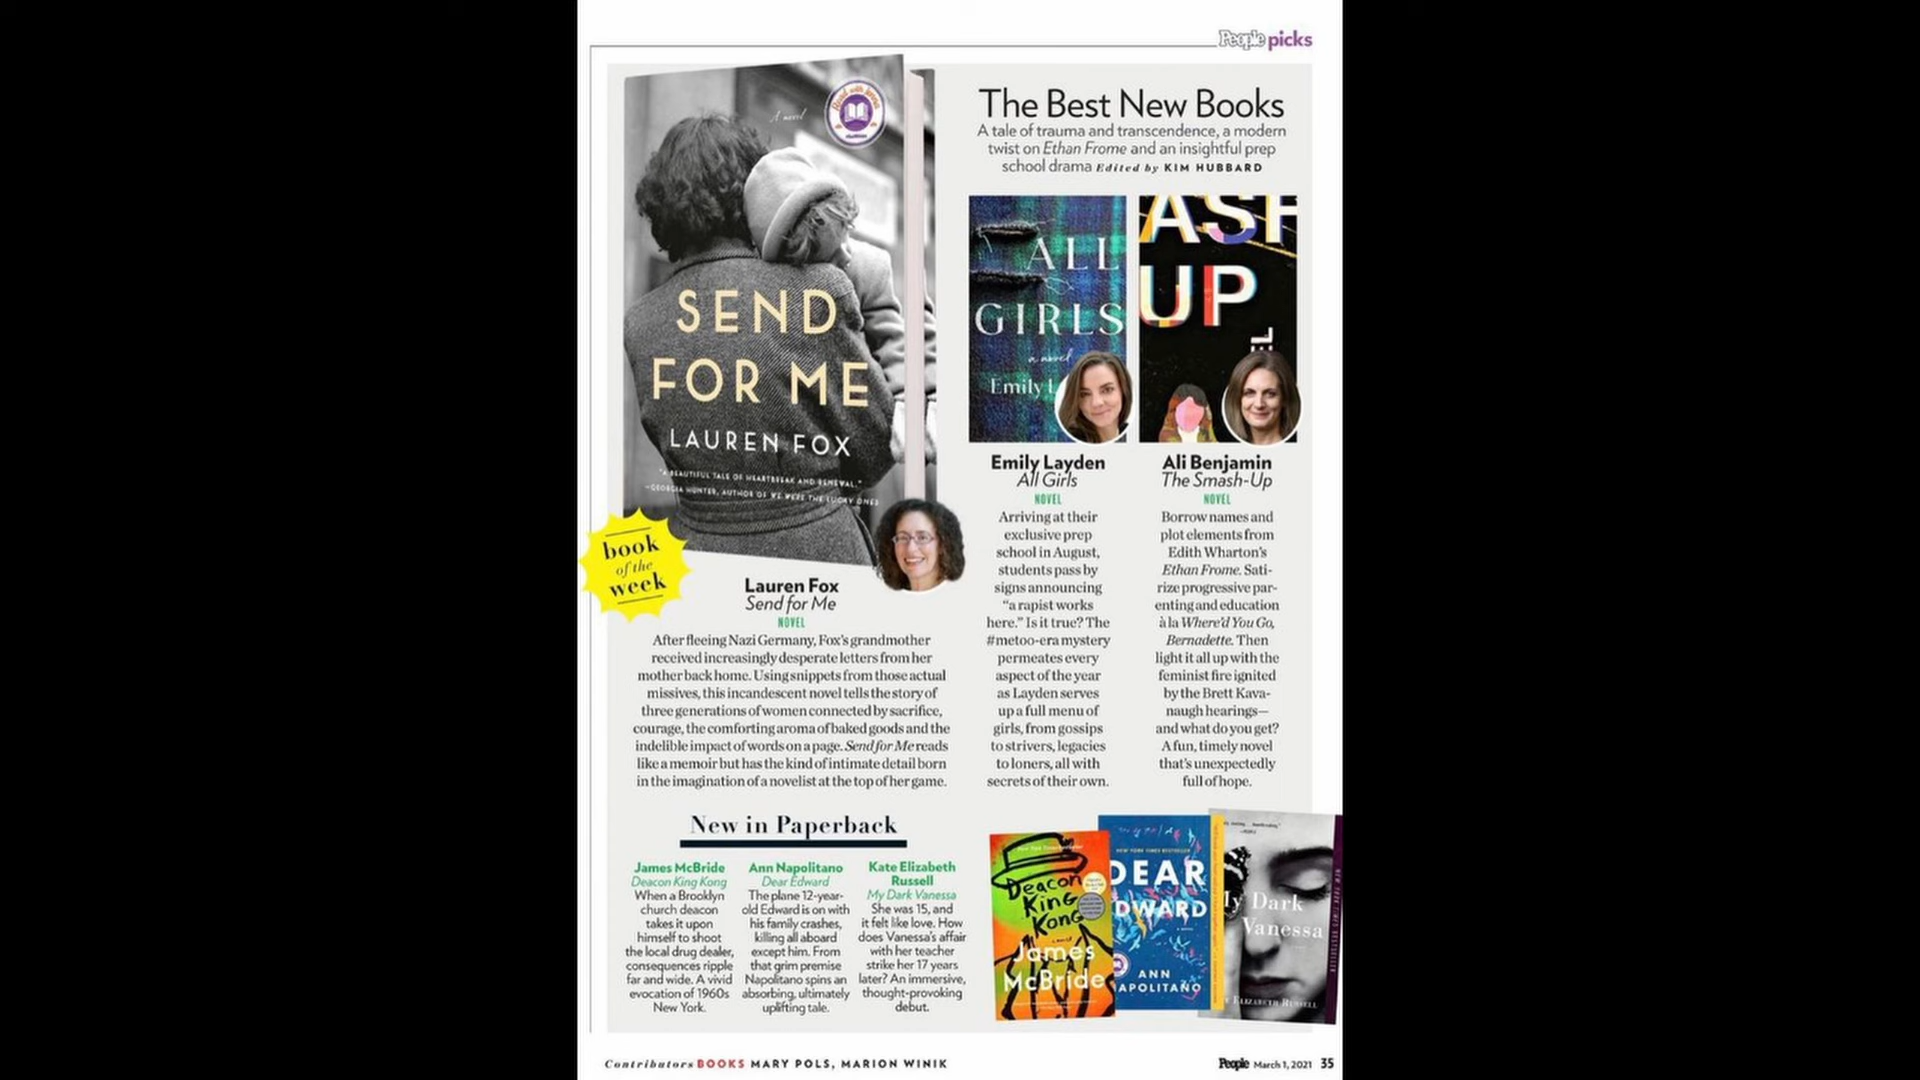 People picks
A novel
Read with Jenna
SEND
FOR ME
LAUREN FOX
"A BEAUTIFUL TALE OF HEARTBREAK AND RENEWAL."
—GEORGIA HUNTER, AUTHOR OF WE WERE THE LUCKY ONES
book
of the
week
Lauren Fox
Send for Me
NOVEL
After fleeing Nazi Germany, Fox's grandmother
received increasingly desperate letters from her
mother back home. Using snippets from those actual
missives, this incandescent novel tells the story of
three generations of women connected by sacrifice,
courage, the comforting aroma of baked goods and the
indelible impact of words on a page. Send for Me reads
like a memoir but has the kind of intimate detail born
in the imagination of a novelist at the top of her game.
The Best New Books
A tale of trauma and transcendence, a modern
twist on Ethan Frome and an insightful prep
school drama Edited by KIM HUBBARD
ALL
GIRLS
a novel
Emily L
Emily Layden
All Girls
NOVEL
Arriving at their
exclusive prep
school in August,
students pass by
signs announcing
“a rapist works
here.” Is it true? The
#metoo-era mystery
permeates every
aspect of the year
as Layden serves
up a full menu of
girls, from gossips
to strivers, legacies
to loners, all with
secrets of their own.
ASH
UP
EL
Ali Benjamin
The Smash-Up
NOVEL
Borrow names and
plot elements from
Edith Wharton's
Ethan Frome. Sati-
rize progressive par-
enting and education
à la Where'd You Go,
Bernadette. Then
light it all up with the
feminist fire ignited
by the Brett Kava-
naugh hearings—
and what do you get?
A fun, timely novel
that's unexpectedly
full of hope.
New in Paperback
James McBride
Deacon King Kong
When a Brooklyn
church deacon
takes it upon
himself to shoot
the local drug dealer,
consequences ripple
far and wide. A vivid
evocation of 1960s
New York.
Ann Napolitano
Dear Edward
The plane 12-year-
old Edward is on with
his family crashes,
killing all aboard
except him. From
that grim premise
Napolitano spins an
absorbing, ultimately
uplifting tale.
Kate Elizabeth
Russell
My Dark Vanessa
She was 15, and
it felt like love. How
does Vanessa's affair
with her teacher
strike her 17 years
later? An immersive,
thought-provoking
debut.
Deacon
King
Kong
James
McBride
NEW YORK TIMES BESTSELLER
DEAR
DWARD
ANN
APOLITANO
My Dark
Vanessa
ELIZABETH RUSSELL
Contributors BOOKS MARY POLS, MARION WINIK
People March 1, 2021 35